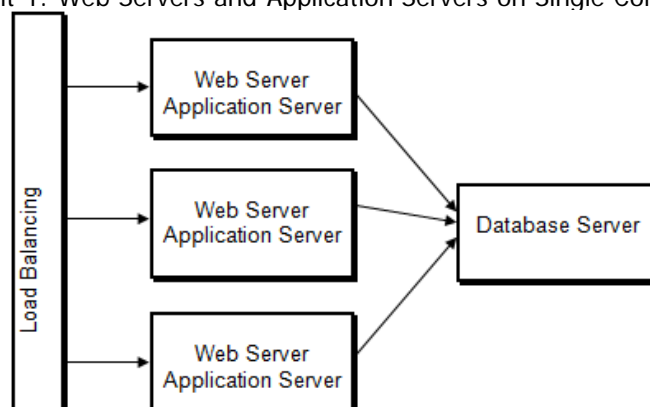 1: Web Servers and Application Servers on Single
Load Balancing
Web Server
Application Server
Web Server
Application Server
Database Server
Web Server
Application Server